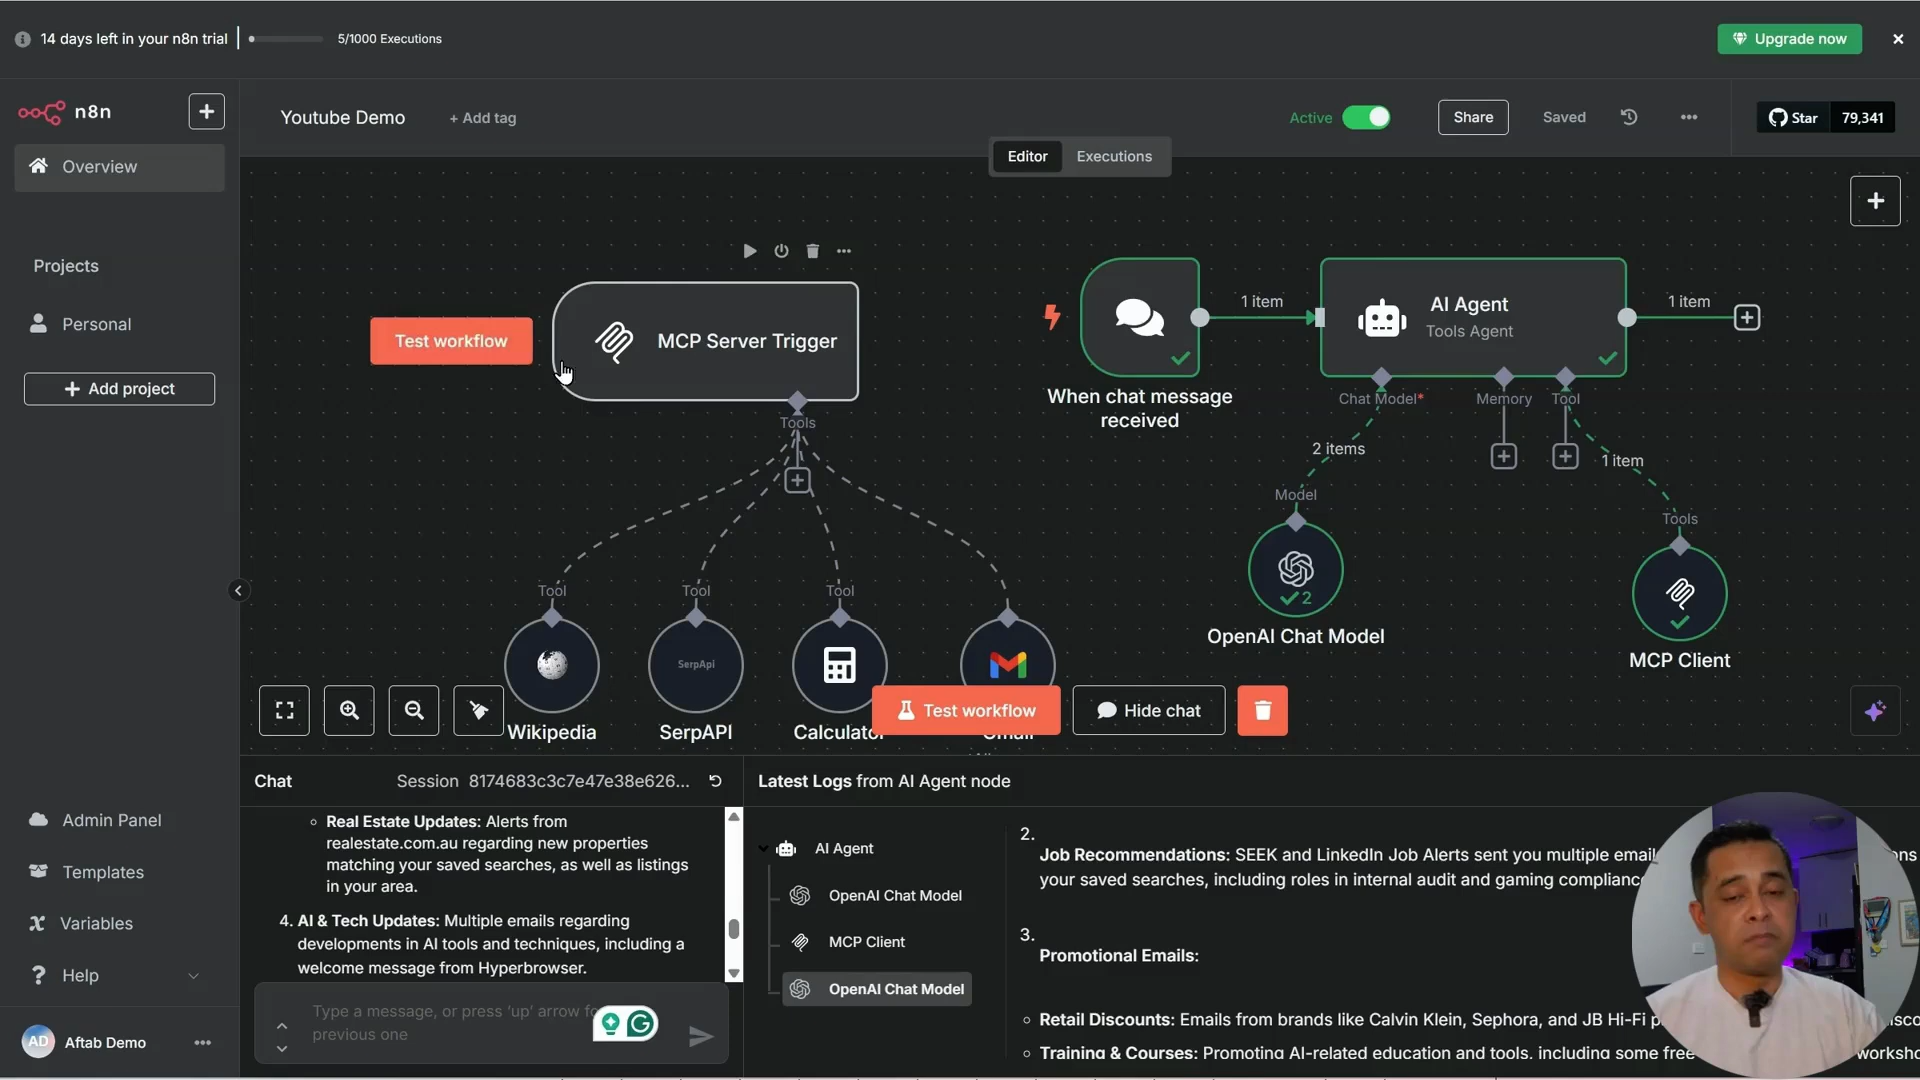 14 days left in your n8n trial
5/1000 Executions
Upgrade now
n8n
Youtube Demo
+ Add tag
Active
Share
Saved
Star
79,341
Editor
Executions
Overview
Projects
Personal
Add project
Test workflow
MCP Server Trigger
Tools
1 item
AI Agent
Tools Agent
1 item
When chat message
received
Chat Model*
Memory
Tool
2 items
1 item
Model
Tools
Tool
Tool
Tool
SerpApi
2
OpenAI Chat Model
MCP Client
Wikipedia
SerpAPI
Calculator
Gmail
Test workflow
Hide chat
Chat
Session 8174683c3c7e47e38e626...
Latest Logs from AI Agent node
Real Estate Updates: Alerts from
realestate.com.au regarding new properties
matching your saved searches, as well as listings
in your area.
4. AI & Tech Updates: Multiple emails regarding
developments in AI tools and techniques, including a
welcome message from Hyperbrowser.
Type a message, or press 'up' arrow fo
previous one
AI Agent
OpenAI Chat Model
MCP Client
OpenAI Chat Model
2.
Job Recommendations: SEEK and LinkedIn Job Alerts sent you multiple email
your saved searches, including roles in internal audit and gaming compliance
3.
Promotional Emails:
Retail Discounts: Emails from brands like Calvin Klein, Sephora, and JB Hi-Fi p
Training & Courses: Promoting AI-related education and tools, including some free worksho
Admin Panel
Templates
Variables
Help
AD
Aftab Demo